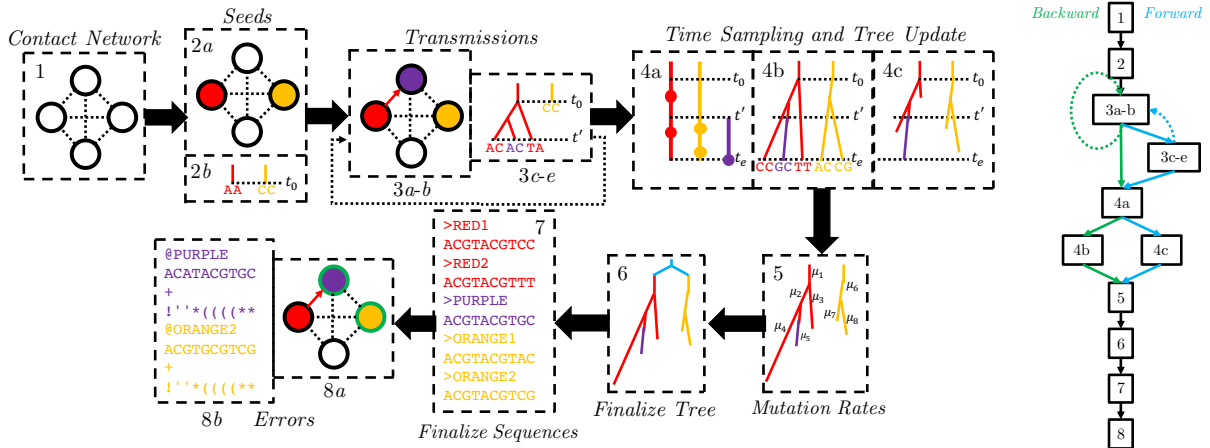 Contact Network
1
Seeds
2a
2b
AA
CC
t0
Transmissions
3a-b
CC
t0
t'
AC AC TA
3c-e
Time Sampling and Tree Update
4a
t0
t'
te
4b
t0
t'
te
CC GC TT AC CG
4c
t0
t'
te
5
μ1
μ2
μ3
μ4
μ5
μ6
μ7
μ8
Mutation Rates
6
Finalize Tree
7
>RED1
ACGTACGTCC
>RED2
ACGTACGTTT
>PURPLE
ACGTACGTGC
>ORANGE1
ACGTACGTAC
>ORANGE2
ACGTACGTCG
Finalize Sequences
8a
@PURPLE
ACATACGTGC
+
!''*((((**
@ORANGE2
ACGTGCGTCG
+
!''*((((**
8b
Errors
Backward
Forward
1
2
3a-b
3c-e
4a
4b
4c
5
6
7
8